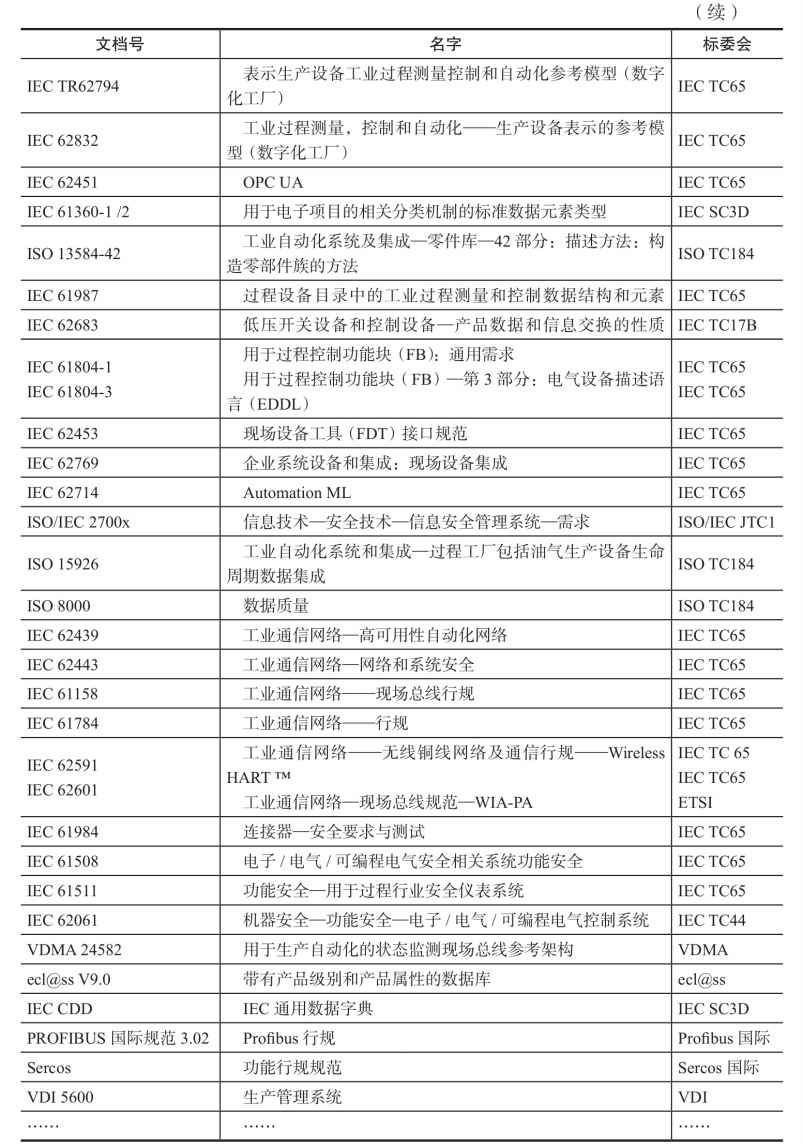 （续）
文档号 名字 标委会
IEC TR62794 表示生产设备工业过程测量控制和自动化参考模型（数字 IEC TC65
化工厂）
IEC 62832 工业过程测量，控制和自动化——生产设备表示的参考模 IEC TC65
型（数字化工厂）
IEC 62451 OPC UA IEC TC65
IEC 61360-1 /2 用于电子项目的相关分类机制的标准数据元素类型 IEC SC3D
ISO 13584-42 工业自动化系统及集成—零件库—42 部分：描述方法：构 ISO TC184
造零部件族的方法
IEC 61987 过程设备目录中的工业过程测量和控制数据结构和元素 IEC TC65
IEC 62683 低压开关设备和控制设备—产品数据和信息交换的性质 IEC TC17B
IEC 61804-1 用于过程控制功能块（FB）：通用需求 IEC TC65
IEC 61804-3 用于过程控制功能块（FB）—第 3 部分：电气设备描述语 IEC TC65
言（EDDL）
IEC 62453 现场设备工具（FDT）接口规范 IEC TC65
IEC 62769 企业系统设备和集成：现场设备集成 IEC TC65
IEC 62714 Automation ML IEC TC65
ISO/IEC 2700x 信息技术—安全技术—信息安全管理系统—需求 ISO/IEC JTC1
ISO 15926 工业自动化系统和集成—过程工厂包括油气生产设备生命 ISO TC184
周期数据集成
ISO 8000 数据质量 ISO TC184
IEC 62439 工业通信网络—高可用性自动化网络 IEC TC65
IEC 62443 工业通信网络—网络和系统安全 IEC TC65
IEC 61158 工业通信网络——现场总线行规 IEC TC65
IEC 61784 工业通信网络——行规 IEC TC65
IEC 62591 工业通信网络——无线铜线网络及通信行规——Wireless IEC TC 65
IEC 62601 HART ™ IEC TC65
工业通信网络—现场总线规范—WIA-PA ETSI
IEC 61984 连接器—安全要求与测试 IEC TC65
IEC 61508 电子 / 电气 / 可编程电气安全相关系统功能安全 IEC TC65
IEC 61511 功能安全—用于过程行业安全仪表系统 IEC TC65
IEC 62061 机器安全—功能安全—电子 / 电气 / 可编程电气控制系统 IEC TC44
VDMA 24582 用于生产自动化的状态监测现场总线参考架构 VDMA
ecl@ss V9.0 带有产品级别和产品属性的数据库 ecl@ss
IEC CDD IEC 通用数据字典 IEC SC3D
PROFIBUS 国际规范 3.02 Profibus 行规 Profibus 国际
Sercos 功能行规规范 Sercos 国际
VDI 5600 生产管理系统 VDI
…… …… ……